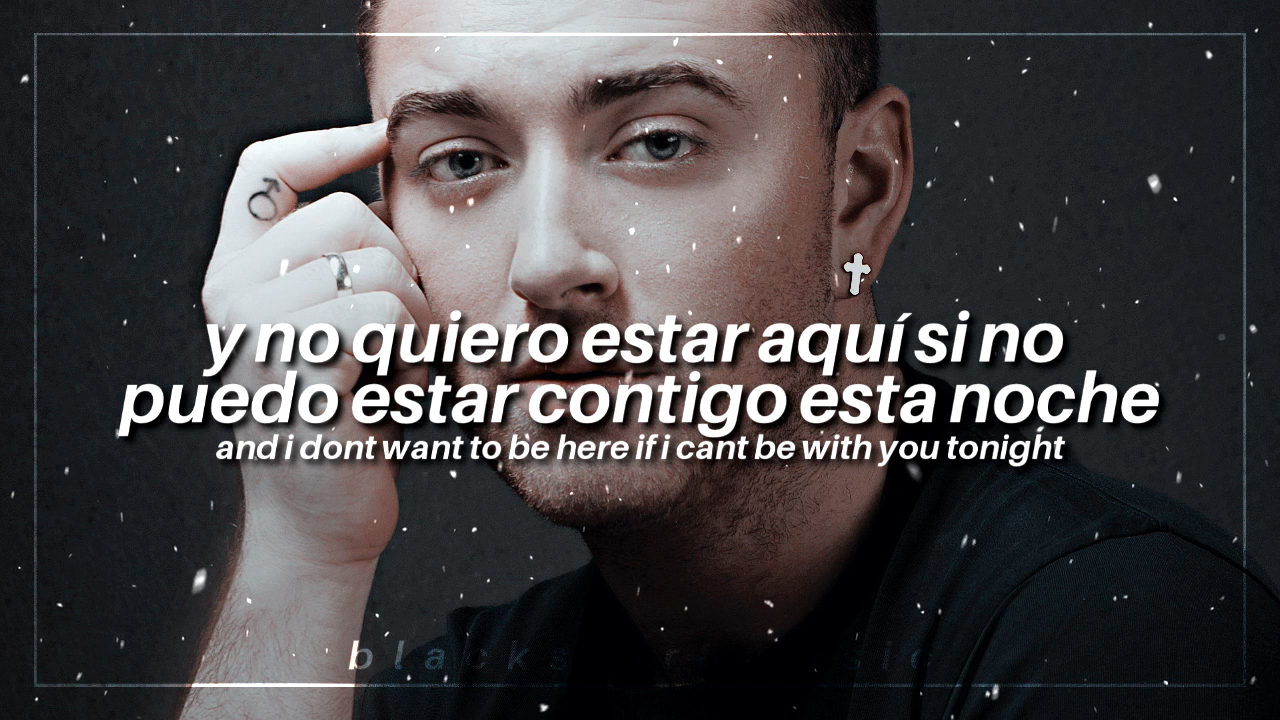 y no quiero estar aquí si no
puedo estar contigo esta noche
and i dont want to be here if i cant be with you tonight